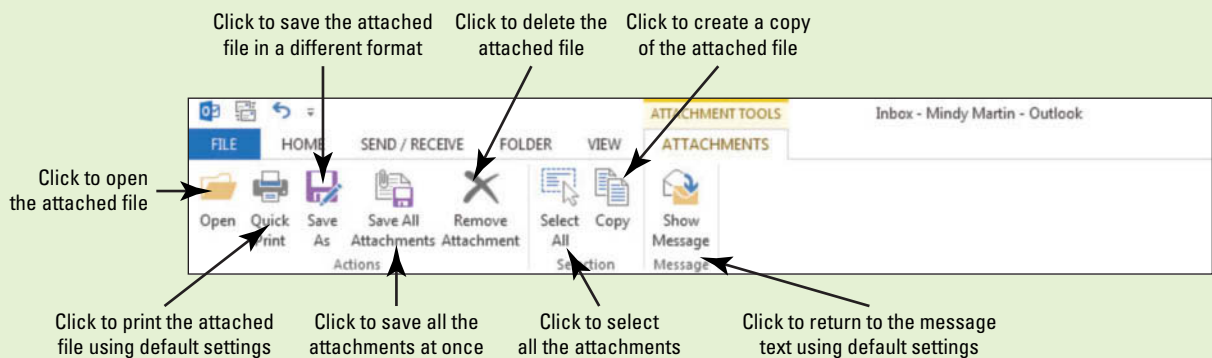 Click to save the attached
file in a different format
Click to delete the
attached file
Click to create a copy
of the attached file
ATTACHMENT TOOLS
Inbox - Mindy Martin - Outlook
FILE
HOME
SEND / RECEIVE
FOLDER
VIEW
ATTACHMENTS
Click to open
the attached file
Open
Quick
Print
Save
As
Save All
Attachments
Remove
Attachment
Select
All
Copy
Show
Message
Actions
Selection
Message
Click to print the attached
file using default settings
Click to save all the
attachments at once
Click to select
all the attachments
Click to return to the message
text using default settings